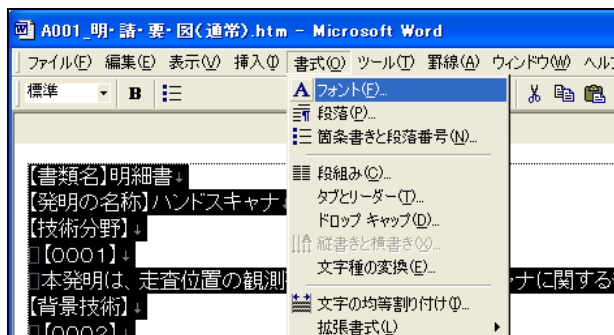 A001_明・請・要・図(通常).htm - Microsoft Word
ファイル(F) 編集(E) 表示(V) 挿入(I) 書式(O) ツール(T) 罫線(A) ウィンドウ(W)
標準 B
A フォント(F)...
段落(P)...
箇条書きと段落番号(N)...
段組み(C)...
タブとリーダー(T)...
ドロップ キャップ(D)...
縦書きと横書き(X)...
文字種の変換(E)...
文字の均等割り付け(I)...
拡張書式(L)
【書類名】明細書↓
【発明の名称】ハンドスキャナ
【技術分野】↓
□【0001】↓
□本発明は、走査位置の観測 ナに関する
【背景技術】↓
□【0002】↓